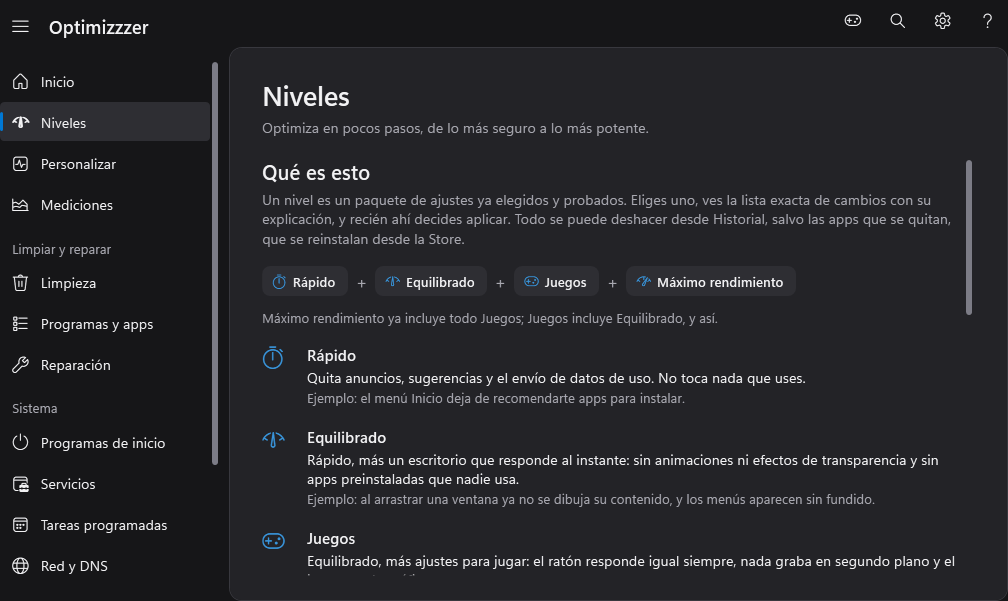 Optimizzzer
Inicio
Niveles
Personalizar
Mediciones
Limpiar y reparar
Limpieza
Programas y apps
Reparación
Sistema
Programas de inicio
Servicios
Tareas programadas
Red y DNS
Niveles
Optimiza en pocos pasos, de lo más seguro a lo más potente.
Qué es esto
Un nivel es un paquete de ajustes ya elegidos y probados. Eliges uno, ves la lista exacta de cambios con su
explicación, y recién ahí decides aplicar. Todo se puede deshacer desde Historial, salvo las apps que se quitan,
que se reinstalan desde la Store.
Rápido + Equilibrado + Juegos + Máximo rendimiento
Máximo rendimiento ya incluye todo Juegos; Juegos incluye Equilibrado, y así.
Rápido
Quita anuncios, sugerencias y el envío de datos de uso. No toca nada que uses.
Ejemplo: el menú Inicio deja de recomendarte apps para instalar.
Equilibrado
Rápido, más un escritorio que responde al instante: sin animaciones ni efectos de transparencia y sin
apps preinstaladas que nadie usa.
Ejemplo: al arrastrar una ventana ya no se dibuja su contenido, y los menús aparecen sin fundido.
Juegos
Equilibrado, más ajustes para jugar: el ratón responde igual siempre, nada graba en segundo plano y el